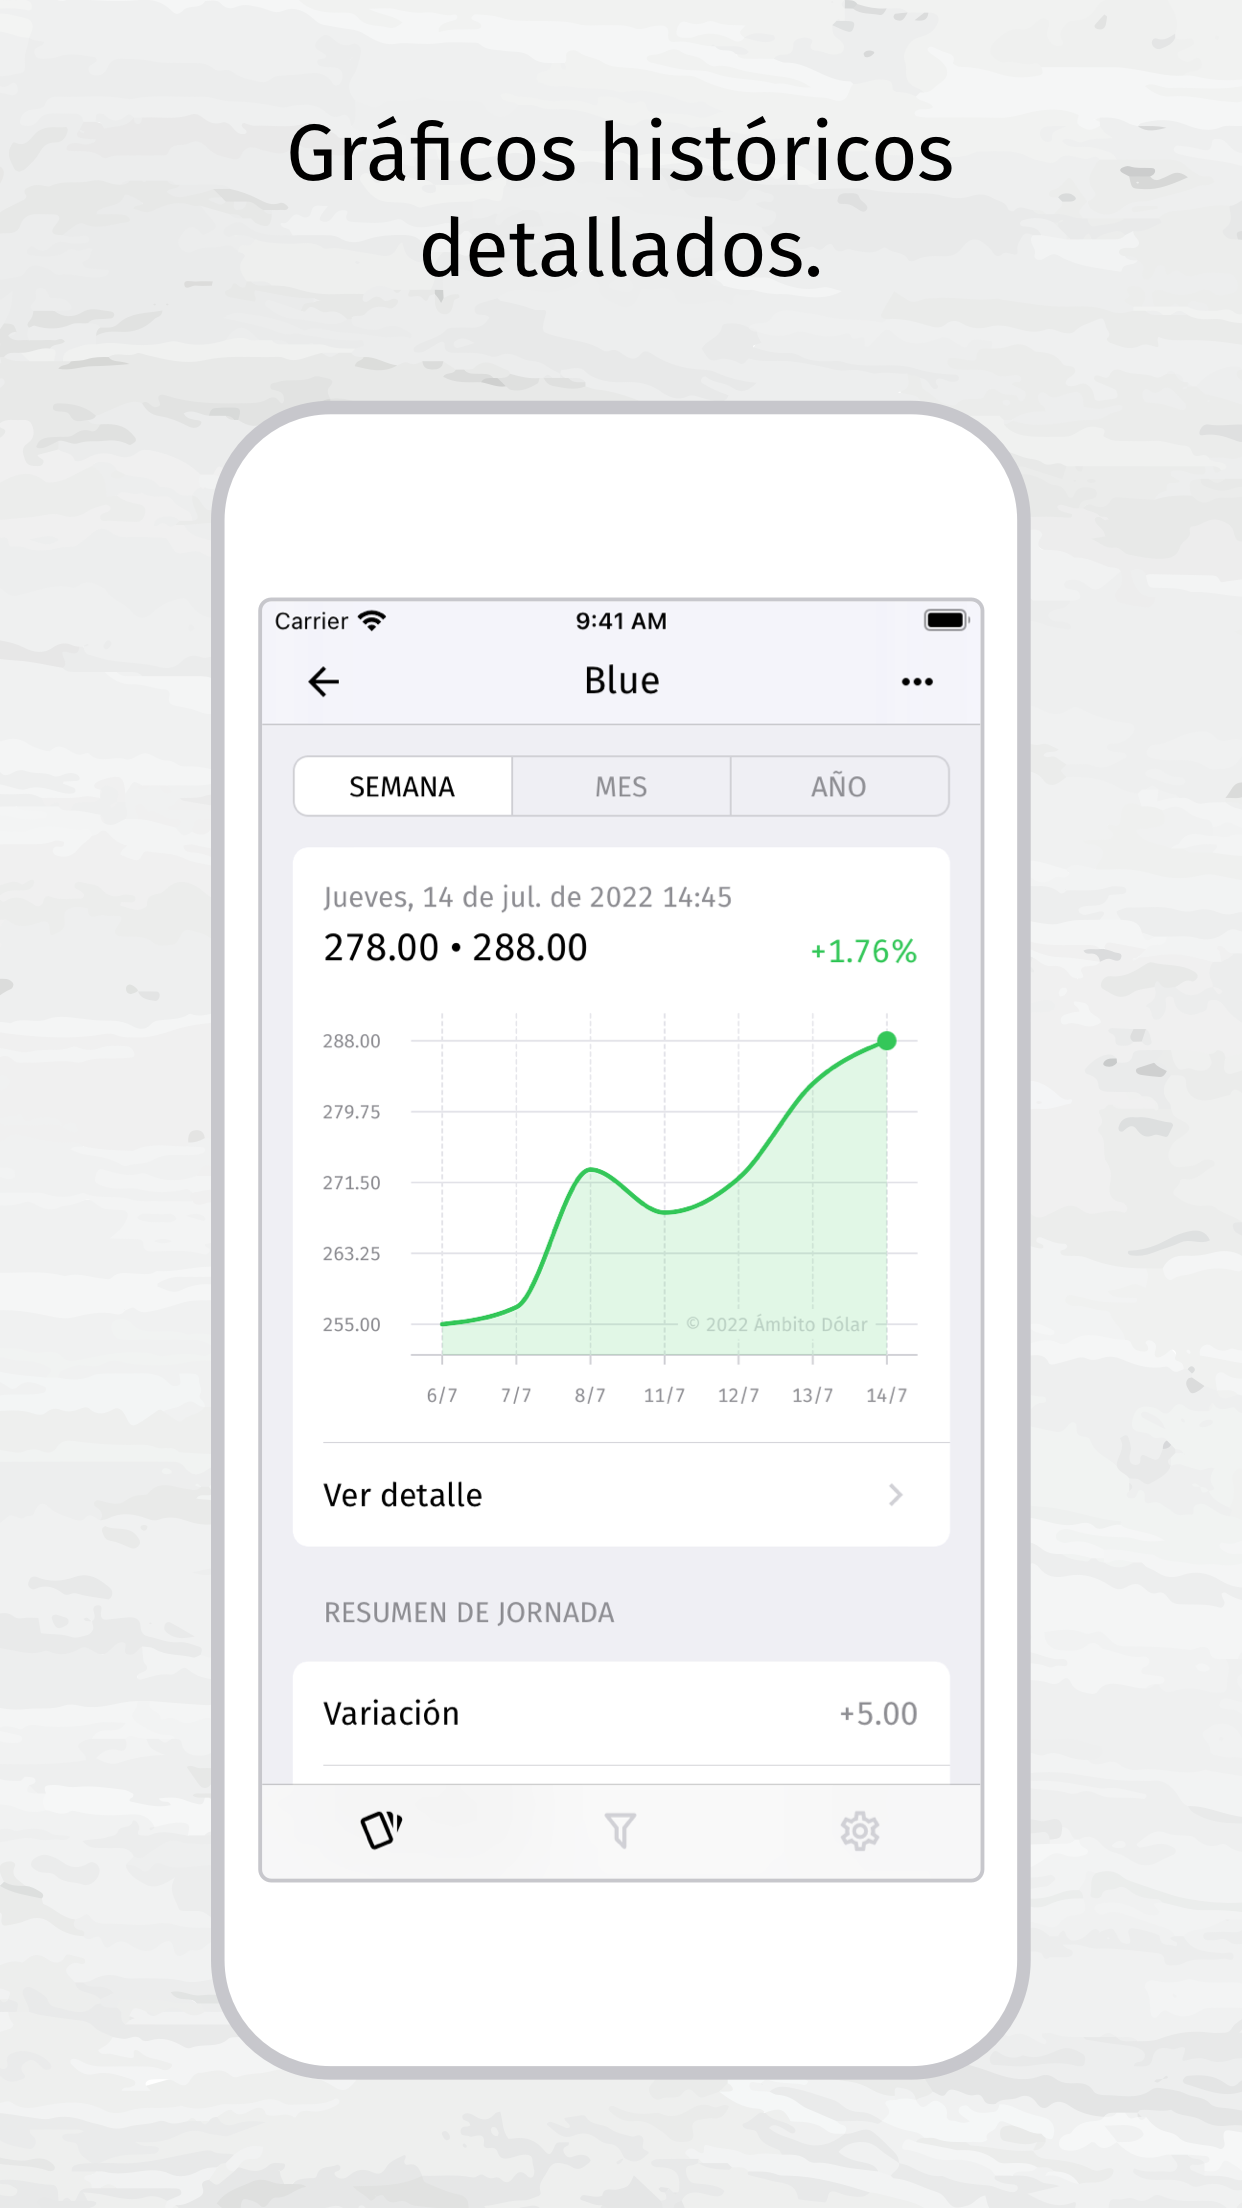 Gráficos históricos
detallados.
Carrier 9:41 AM
Blue
SEMANA MES AÑO
Jueves, 14 de jul. de 2022 14:45
278.00 • 288.00 +1.76%
288.00
279.75
271.50
263.25
255.00
© 2022 Ámbito Dólar
6/7 7/7 8/7 11/7 12/7 13/7 14/7
Ver detalle
RESUMEN DE JORNADA
Variación +5.00